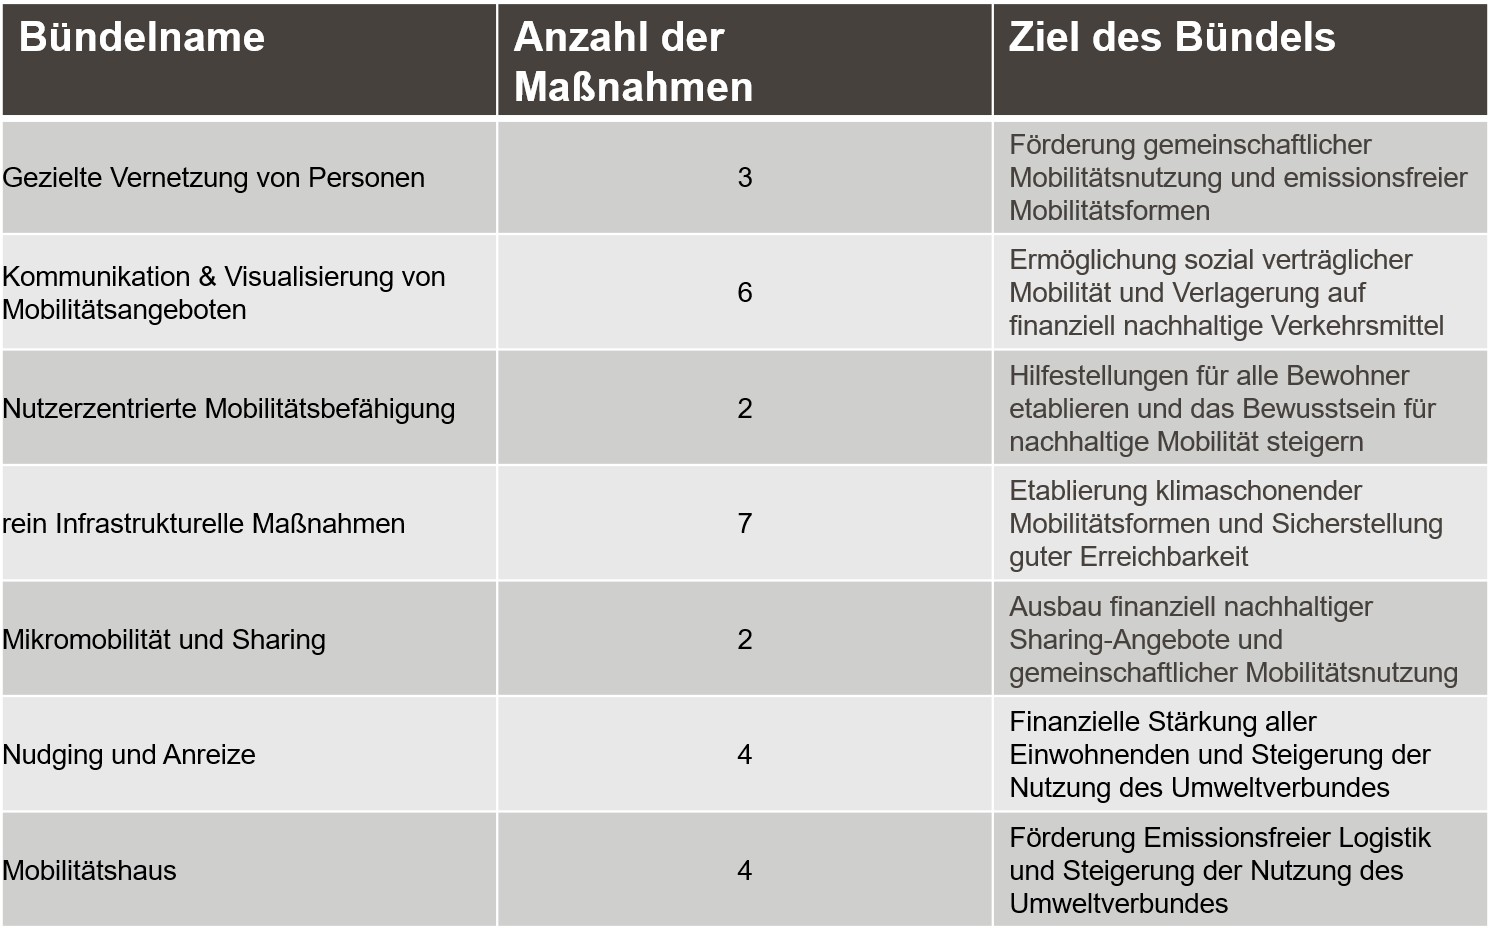 Bündelname
Anzahl der
Maßnahmen
Ziel des Bündels
Gezielte Vernetzung von Personen
3
Förderung gemeinschaftlicher
Mobilitätsnutzung und emissionsfreier
Mobilitätsformen
Kommunikation & Visualisierung von
Mobilitätsangeboten
6
Ermöglichung sozial verträglicher
Mobilität und Verlagerung auf
finanziell nachhaltige Verkehrsmittel
Nutzerzentrierte Mobilitätsbefähigung
2
Hilfestellungen für alle Bewohner
etablieren und das Bewusstsein für
nachhaltige Mobilität steigern
rein Infrastrukturelle Maßnahmen
7
Etablierung klimaschonender
Mobilitätsformen und Sicherstellung
guter Erreichbarkeit
Mikromobilität und Sharing
2
Ausbau finanziell nachhaltiger
Sharing-Angebote und
gemeinschaftlicher Mobilitätsnutzung
Nudging und Anreize
4
Finanzielle Stärkung aller
Einwohnenden und Steigerung der
Nutzung des Umweltverbundes
Mobilitätshaus
4
Förderung Emissionsfreier Logistik
und Steigerung der Nutzung des
Umweltverbundes